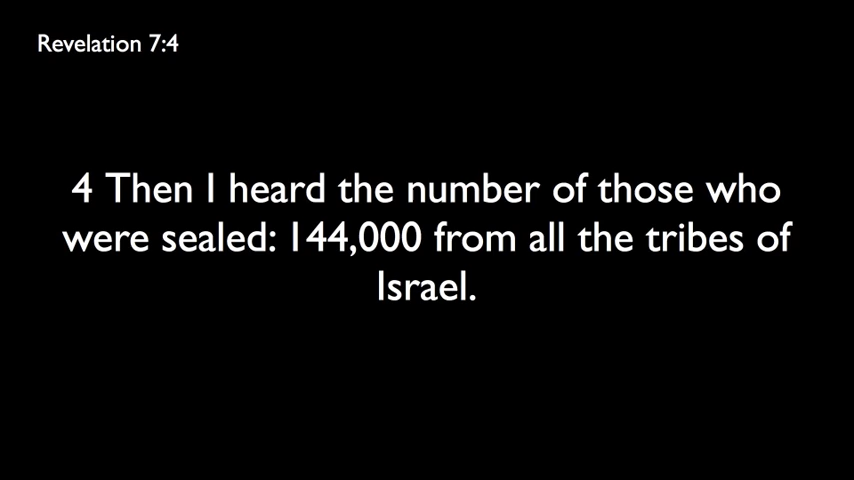 Revelation 7:4
4 Then I heard the number of those who
were sealed: 144,000 from all the tribes of
Israel.